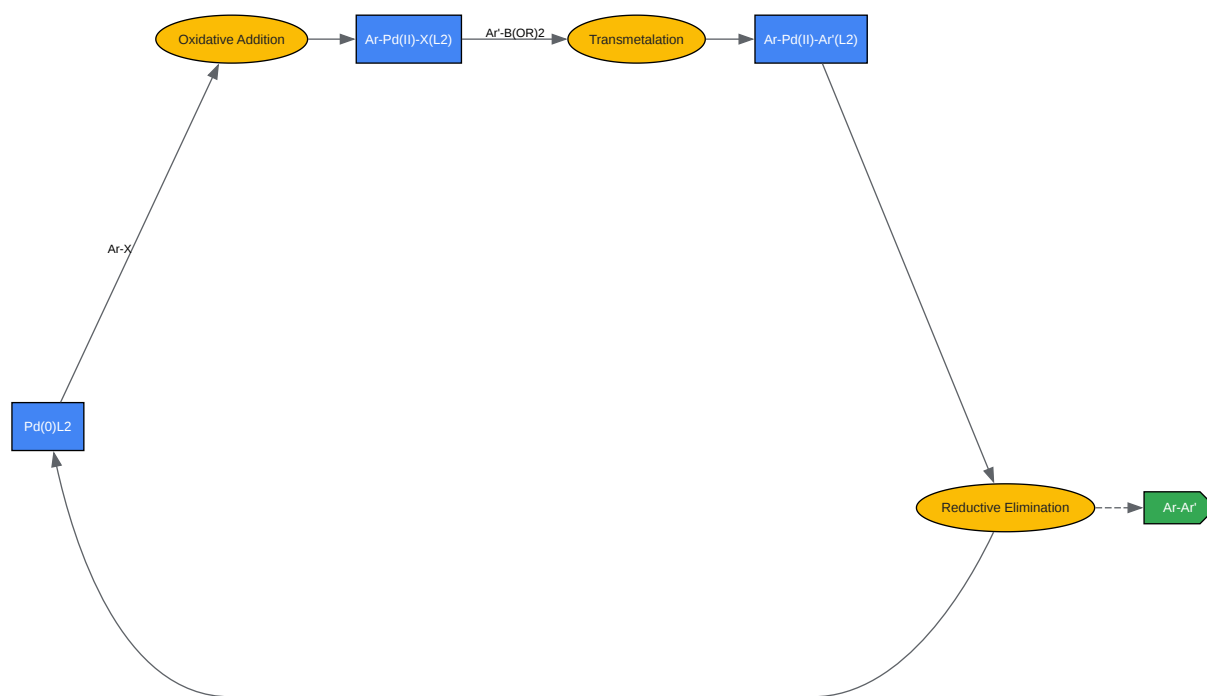 Oxidative Addition
Ar-Pd(II)-X(L2)
Ar'-B(OR)2
Transmetalation
Ar-Pd(II)-Ar'(L2)
Ar-X
Pd(0)L2
Reductive Elimination
Ar-Ar'